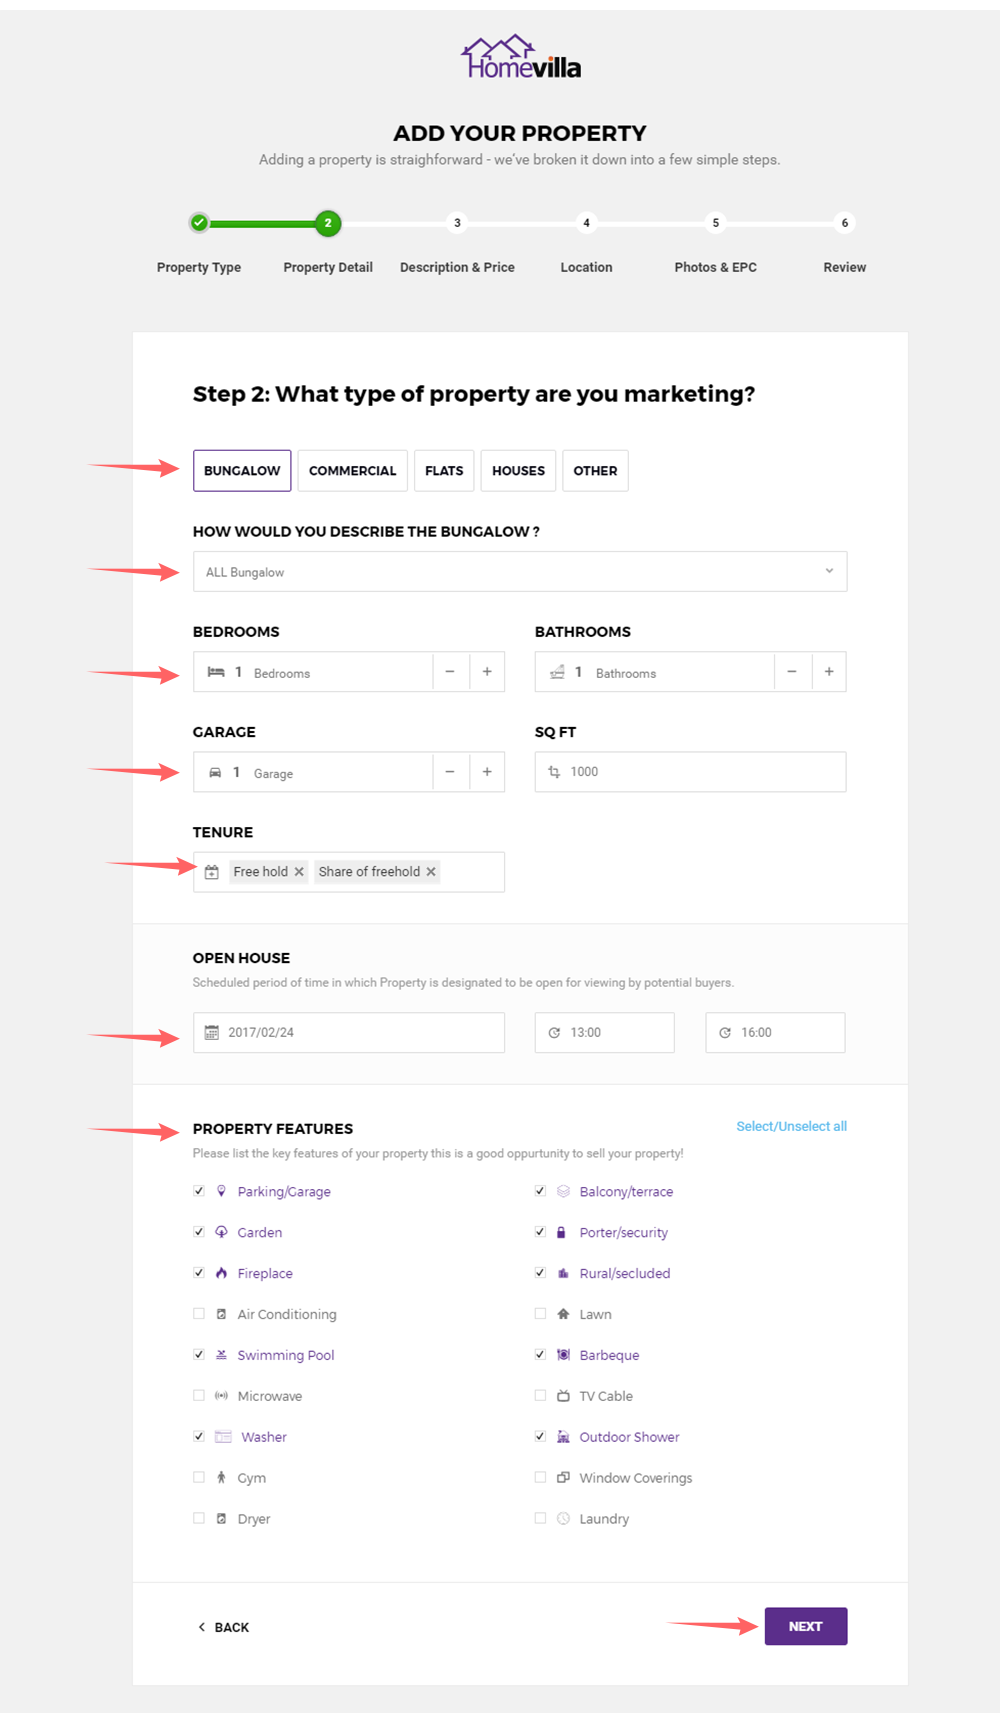 Homevilla
ADD YOUR PROPERTY
Adding a property is straighforward - we've broken it down into a few simple steps.
2 3 4 5 6
Property Type Property Detail Description & Price Location Photos & EPC Review
Step 2: What type of property are you marketing?
BUNGALOW COMMERCIAL FLATS HOUSES OTHER
HOW WOULD YOU DESCRIBE THE BUNGALOW ?
ALL Bungalow
BEDROOMS BATHROOMS
1 Bedrooms − + 1 Bathrooms − +
GARAGE SQ FT
1 Garage − + 1000
TENURE
Free hold × Share of freehold ×
OPEN HOUSE
Scheduled period of time in which Property is designated to be open for viewing by potential buyers.
2017/02/24 13:00 16:00
PROPERTY FEATURES Select/Unselect all
Please list the key features of your property this is a good oppurtunity to sell your property!
Parking/Garage Balcony/terrace
Garden Porter/security
Fireplace Rural/secluded
Air Conditioning Lawn
Swimming Pool Barbeque
Microwave TV Cable
Washer Outdoor Shower
Gym Window Coverings
Dryer Laundry
BACK NEXT